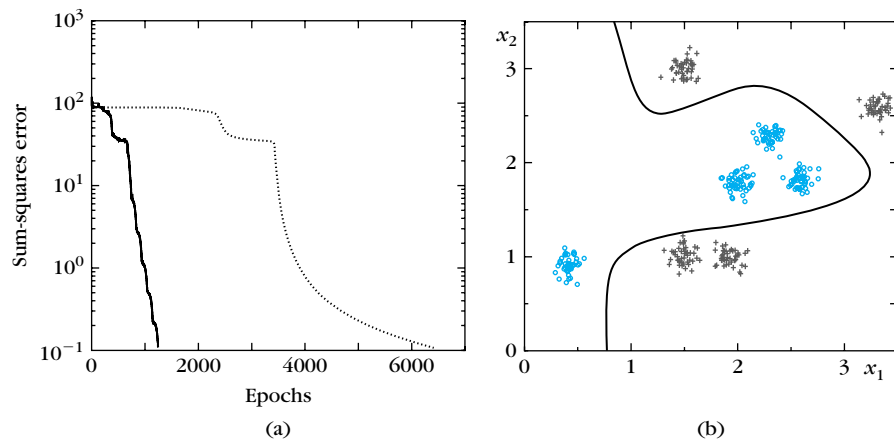 Sum-squares error
10^3
10^2
10^1
10^0
10^−1
0 2000 4000 6000
Epochs
(a)
x_2
3
2
1
0
0 1 2 3 x_1
(b)